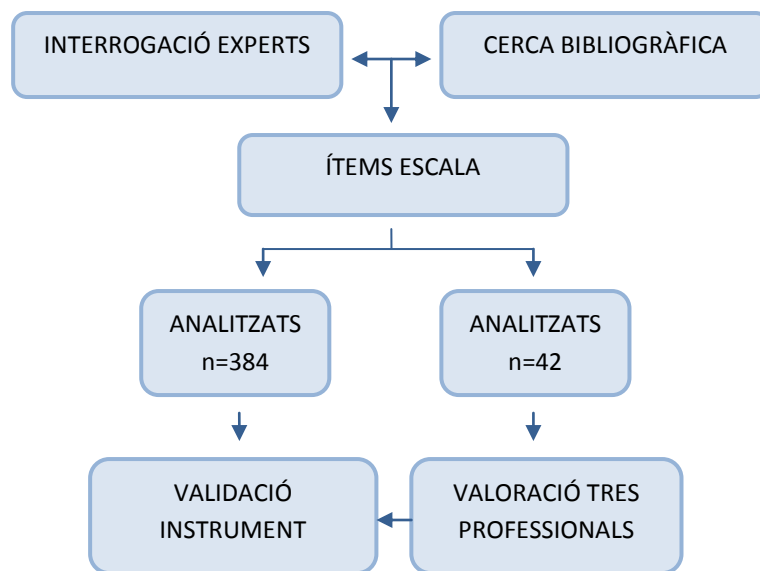 INTERROGACIÓ EXPERTS
CERCA BIBLIOGRÀFICA
ÍTEMS ESCALA
ANALITZATS
n=384
ANALITZATS
n=42
VALIDACIÓ
INSTRUMENT
VALORACIÓ TRES
PROFESSIONALS